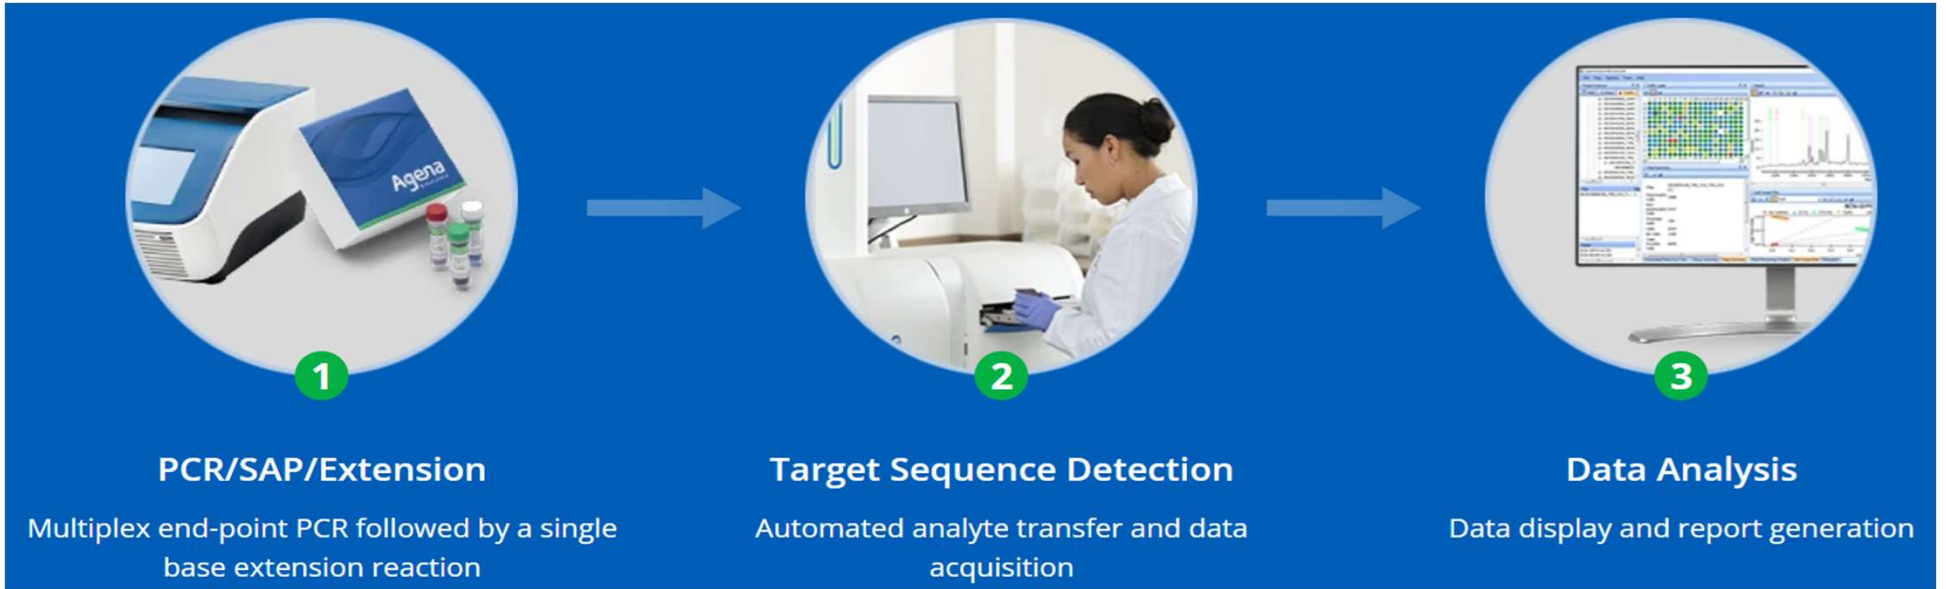 Agena
1
2
3
PCR/SAP/Extension
Target Sequence Detection
Data Analysis
Multiplex end-point PCR followed by a single
base extension reaction
Automated analyte transfer and data
acquisition
Data display and report generation